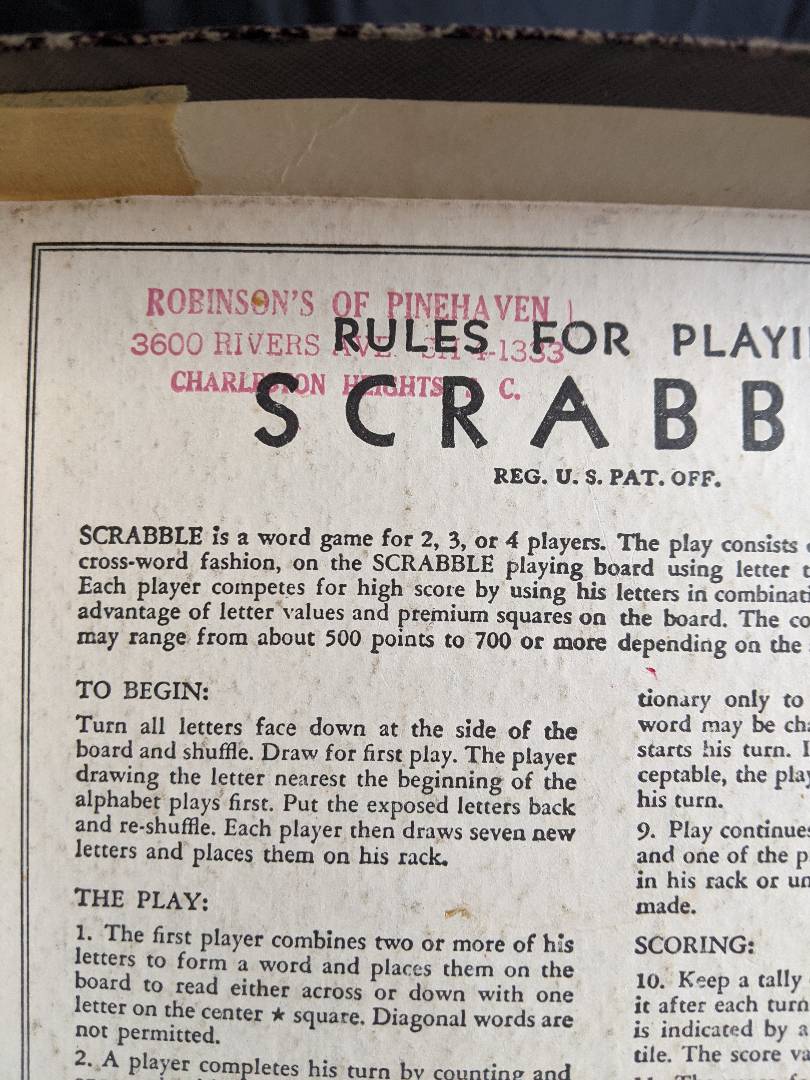 ROBINSON'S OF PINEHAVEN
3600 RIVERS AVE. SH 4-1333
CHARLESTON HEIGHTS S. C.
RULES FOR PLAYI
SCRABB
REG. U. S. PAT. OFF.
SCRABBLE is a word game for 2, 3, or 4 players. The play consists
cross-word fashion, on the SCRABBLE playing board using letter t
Each player competes for high score by using his letters in combinati
advantage of letter values and premium squares on the board. The co
may range from about 500 points to 700 or more depending on the
TO BEGIN:
Turn all letters face down at the side of the
board and shuffle. Draw for first play. The player
drawing the letter nearest the beginning of the
alphabet plays first. Put the exposed letters back
and re-shuffle. Each player then draws seven new
letters and places them on his rack.
THE PLAY:
1. The first player combines two or more of his
letters to form a word and places them on the
board to read either across or down with one
letter on the center ★ square. Diagonal words are
not permitted.
2. A player completes his turn by counting and
tionary only to
word may be cha
starts his turn. I
ceptable, the play
his turn.
9. Play continues
and one of the p
in his rack or un
made.
SCORING:
10. Keep a tally
it after each turn
is indicated by a
tile. The score va